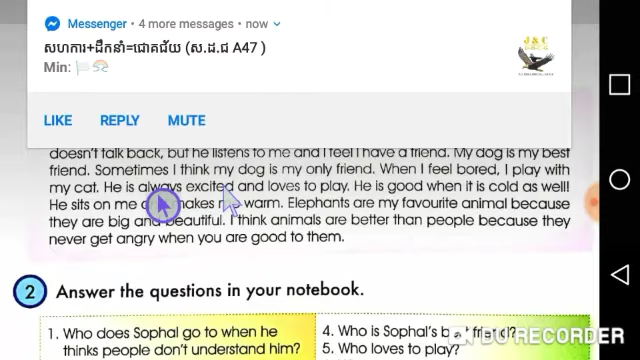 Messenger • 4 more messages • now
សហការ+ដឹកនាំ=ជោគជ័យ (ស.ដ.ជ A47 )
Min:
J&C
LIKE REPLY MUTE
doesn't talk back, but he listens to me and I feel I have a friend. My dog is my best
friend. Sometimes I think my dog is my only friend. When I feel bored, I play with
my cat. He is always excited and loves to play. He is good when it is cold as well!
He sits on me makes warm. Elephants are my favourite animal because
they are big and beautiful. I think animals are better than people because they
never get angry when you are good to them.
2 Answer the questions in your notebook.
1. Who does Sophal go to when he
thinks people don't understand him?
4. Who is Sophal's best friend?
5. Who loves to play?
DU RECORDER